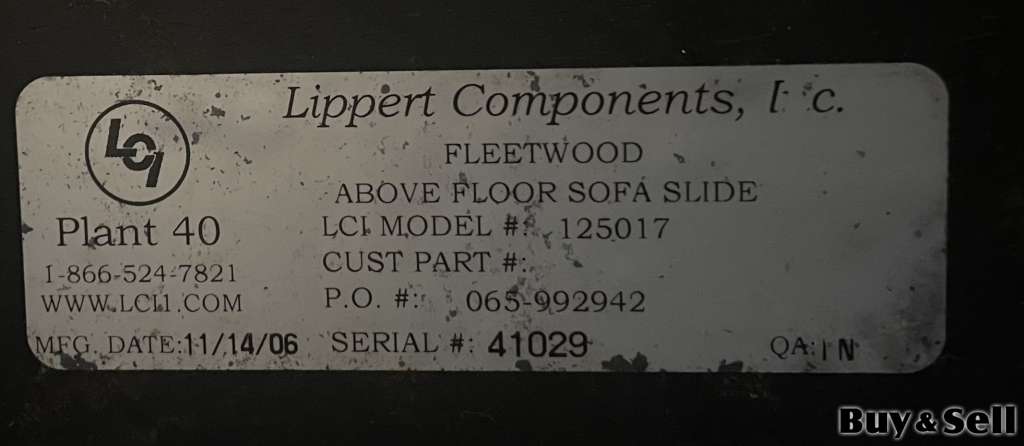 LCI
Lippert Components, I c.
FLEETWOOD
ABOVE FLOOR SOFA SLIDE
Plant 40
LCI MODEL #: 125017
1-866-524-7821
CUST PART #:
WWW.LCI1.COM
P.O. #: 065-992942
MFG. DATE:11/14/06 SERIAL #: 41029 QA:IN
Buy & Sell